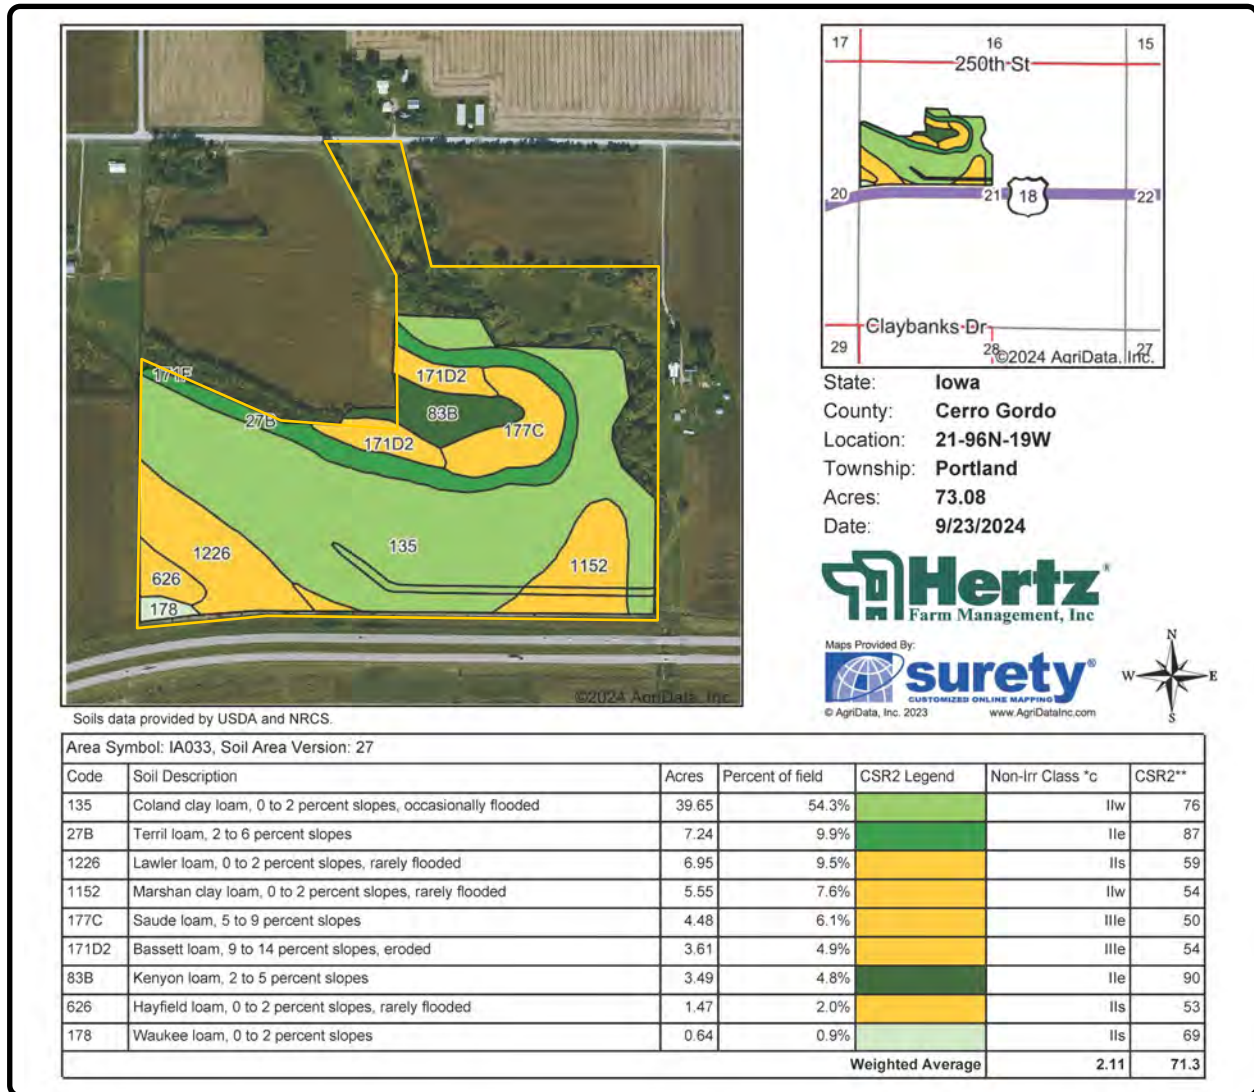 171F
27B
171D2
83B
177C
171D2
135
1226
626
178
1152
©2024 AgriData, Inc.
Soils data provided by USDA and NRCS.
17 16 15
250th St
20 21 18 22
Claybanks Dr
29 28 27
©2024 AgriData, Inc.
State: Iowa
County: Cerro Gordo
Location: 21-96N-19W
Township: Portland
Acres: 73.08
Date: 9/23/2024
Hertz®
Farm Management, Inc
Maps Provided By:
surety®
CUSTOMIZED ONLINE MAPPING
© AgriData, Inc. 2023 www.AgriDataInc.com
N
W E
S
Area Symbol: IA033, Soil Area Version: 27
Code Soil Description Acres Percent of field CSR2 Legend Non-Irr Class *c CSR2**
135 Coland clay loam, 0 to 2 percent slopes, occasionally flooded 39.65 54.3% IIw 76
27B Terril loam, 2 to 6 percent slopes 7.24 9.9% IIe 87
1226 Lawler loam, 0 to 2 percent slopes, rarely flooded 6.95 9.5% IIs 59
1152 Marshan clay loam, 0 to 2 percent slopes, rarely flooded 5.55 7.6% IIw 54
177C Saude loam, 5 to 9 percent slopes 4.48 6.1% IIIe 50
171D2 Bassett loam, 9 to 14 percent slopes, eroded 3.61 4.9% IIIe 54
83B Kenyon loam, 2 to 5 percent slopes 3.49 4.8% IIe 90
626 Hayfield loam, 0 to 2 percent slopes, rarely flooded 1.47 2.0% IIs 53
178 Waukee loam, 0 to 2 percent slopes 0.64 0.9% IIs 69
Weighted Average 2.11 71.3